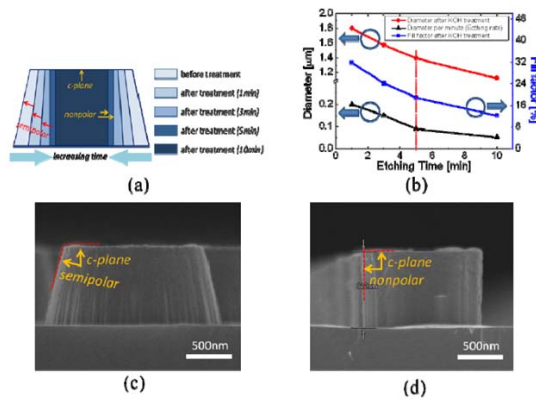 c-plane
nonpolar
semipolar
Increasing time
before treatment
after treatment (1min)
after treatment (3min)
after treatment (5min)
after treatment (10min)
(a)
(b)
Diameter after KOH treatment
Diameter per minute (Etching rate)
Fill factor after KOH treatment
Diameter [μm]
1.8
1.6
1.4
1.2
0.2
0.1
0.0
2.0
0 2 4 6 8 10
Etching Time [min]
48
40
32
24
16
8
0
Fill factor [%]
c-plane
semipolar
500nm
(c)
c-plane
nonpolar
500nm
(d)